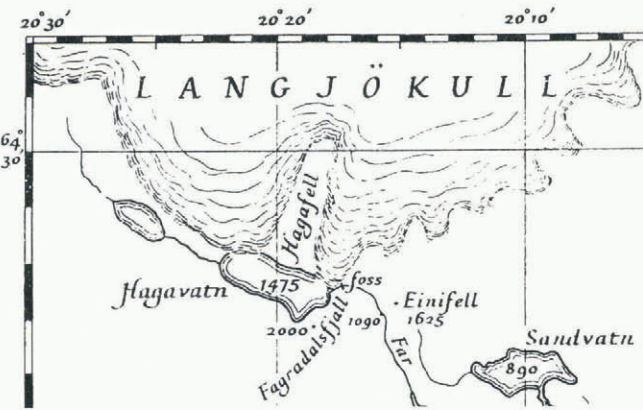 20°30'
20°20'
20°10'
LANGJÖKULL
64°
30'
Hagafell
Hagavatn
1475
foss
Einifell
1625
2000
1090
Fagradalsfjall
Far
Sandvatn
890